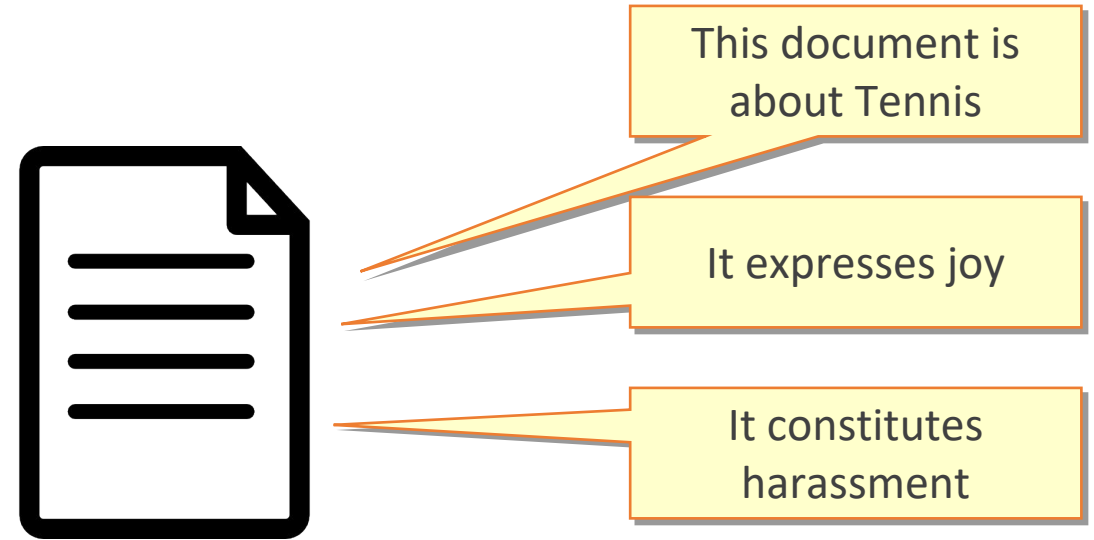 This document is
about Tennis
It expresses joy
It constitutes
harassment